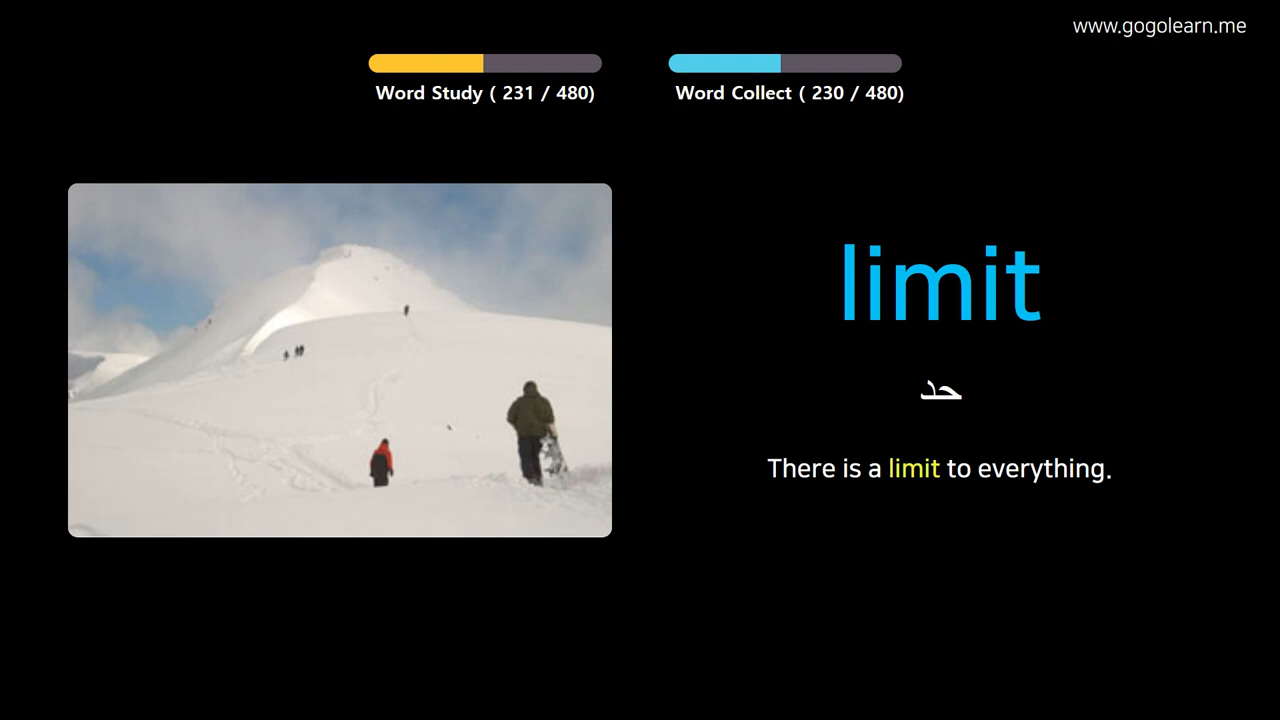 www.gogolearn.me
Word Study ( 231 / 480)
Word Collect ( 230 / 480)
limit
حد
There is a limit to everything.